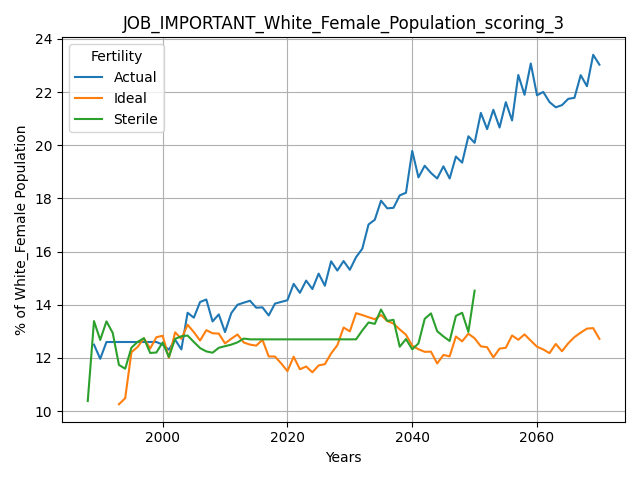 JOB_IMPORTANT_White_Female_Population_scoring_3
Fertility
Actual
Ideal
Sterile
% of White_Female Population
24
22
20
18
16
14
12
10
2000
2020
2040
2060
Years